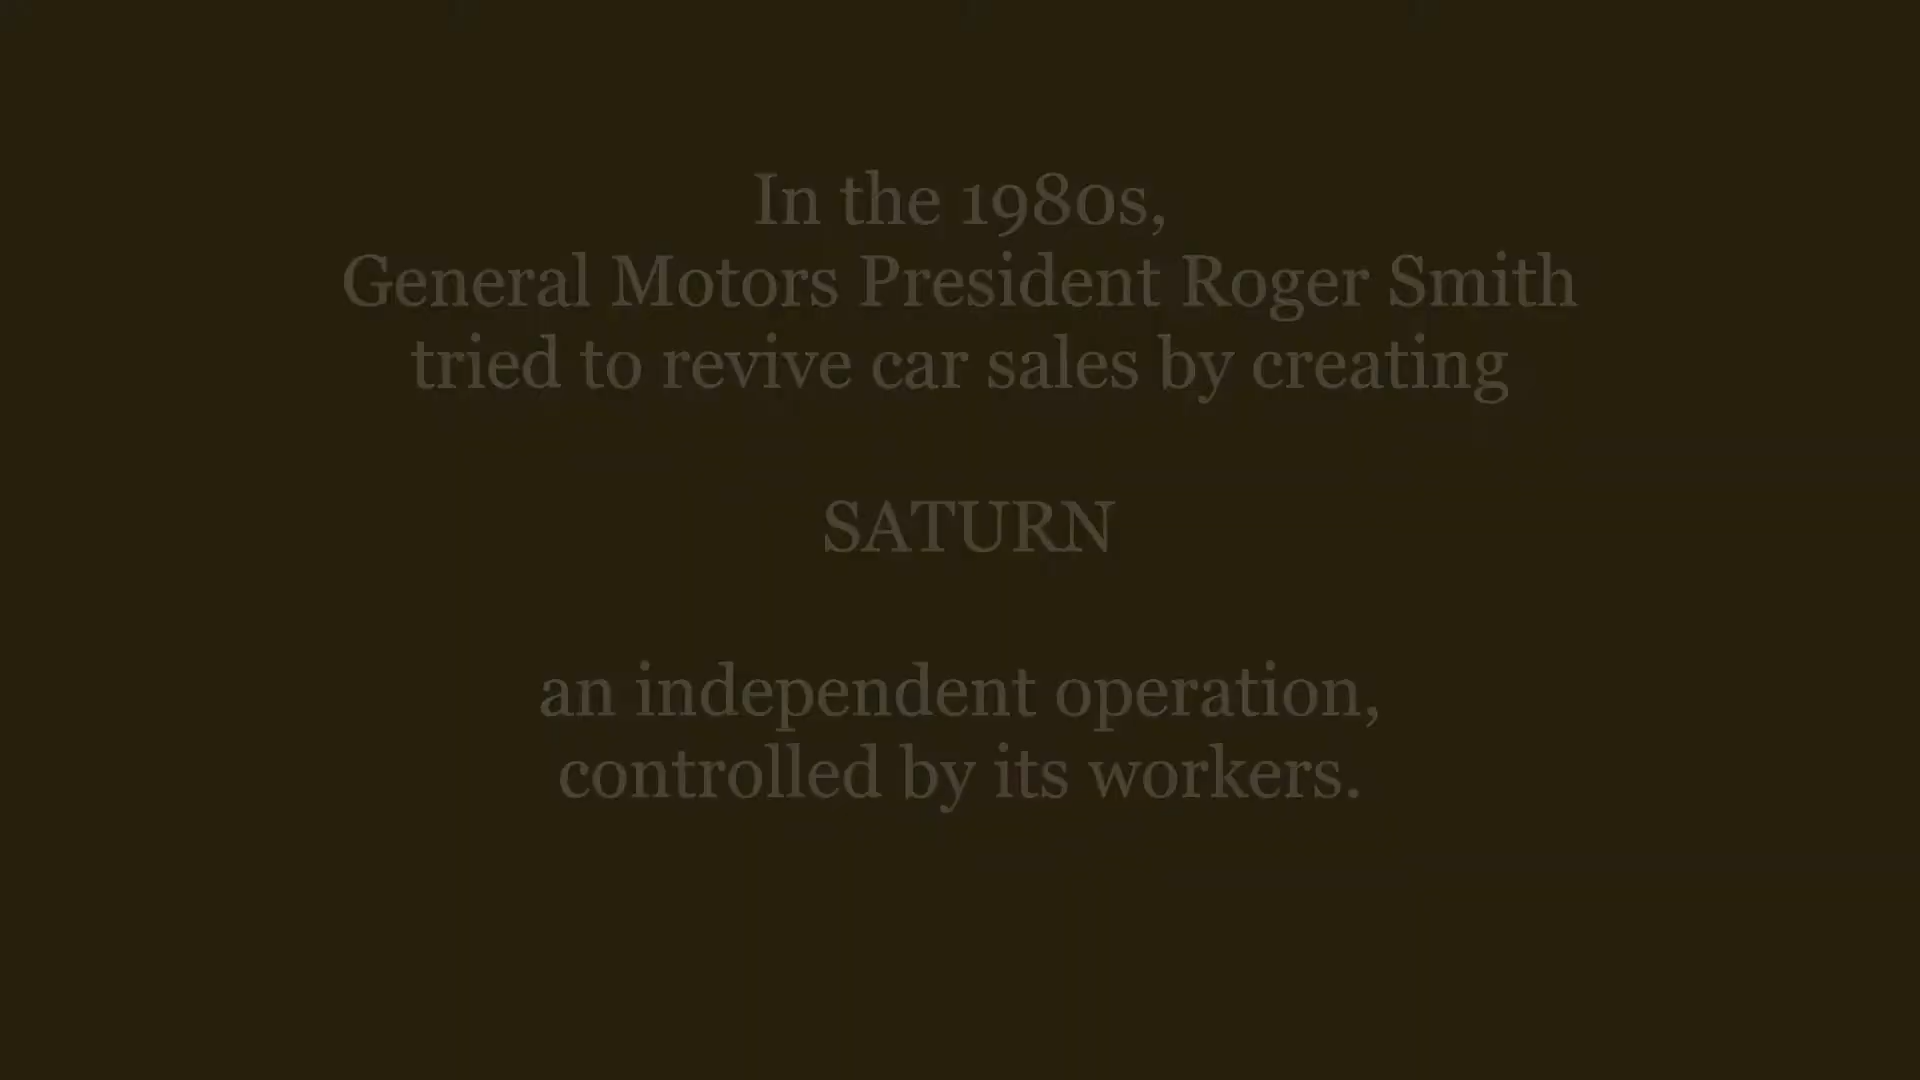 In the 1980s,
General Motors President Roger Smith
tried to revive car sales by creating
SATURN
an independent operation,
controlled by its workers.